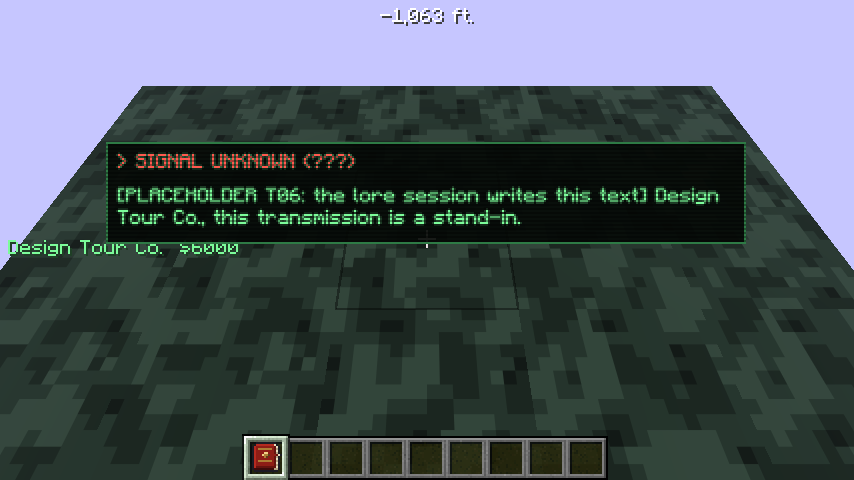 -1,063 ft.
> SIGNAL UNKNOWN (???)
[PLACEHOLDER T06: the lore session writes this text] Design
Tour Co., this transmission is a stand-in.
Design Tour Co. $6000